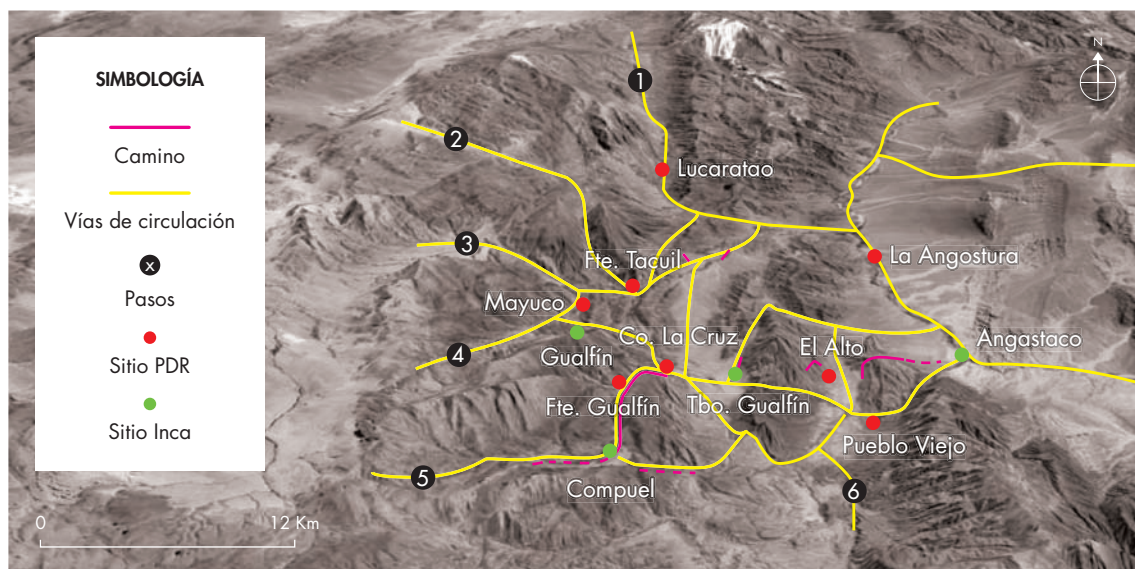 SIMBOLOGÍA
Camino
Vías de circulación
x
Pasos
Sitio PDR
Sitio Inca
0
12 Km
N
1
2
Lucaratao
3
Fte. Tacuil
La Angostura
Mayuco
4
Gualfín
Co. La Cruz
El Alto
Angastaco
Fte. Gualfín
Tbo. Gualfín
Pueblo Viejo
5
Compuel
6